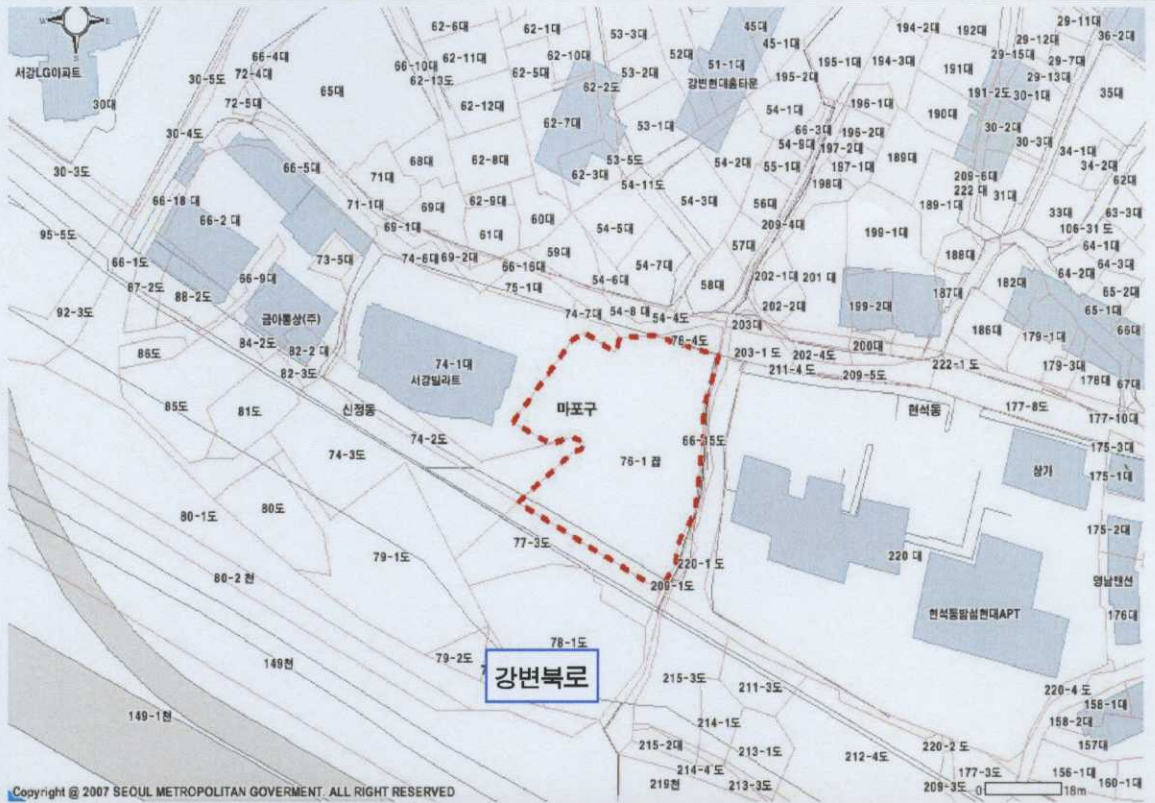 62-6대
62-1대
53-3대
45대
194-2대
192대
29-11대
66-4대
62-11대
62-10대
52대
45-1대
29-12대
36-2대
서강LG아파트
30-5도
72-4대
66-10대
62-5대
53-2대
51-1대
195-1대
194-3대
29-15대
29-7대
62-13도
강변현대홈타운
195-2대
191대
29-13대
30대
72-5대
65대
62-12대
62-2도
191-2도
30-1대
35대
54-1대
196-1대
190대
30-4도
62-7대
53-1대
66-3대
196-2대
30-2대
54-9대
197-2대
30-3대
34-1대
66-5대
68대
62-8대
53-5도
54-2대
55-1대
197-1대
189대
34-2대
30-3도
71대
62-3대
54-11도
198대
209-6대
62대
222 대
66-18 대
71-1대
69대
62-9대
54-3대
56대
189-1대
31대
66-2 대
60대
209-4대
33대
63-3대
95-5도
69-1대
61대
54-5대
199-1대
106-31 도
57대
64-1대
66-1도
73-5대
74-6대
69-2대
59대
188대
66-16대
54-7대
202-1대
201 대
64-2대
64-3대
67-2도
66-9대
75-1대
54-6대
58대
182대
88-2도
187대
65-2대
92-3도
74-7대
54-8 대
202-2대
199-2대
65-1대
금아통상(주)
54-4도
203대
186대
66대
84-2도
76-4도
200대
179-1대
86도
82-2 대
203-1 도
202-4도
222-1 도
82-3도
74-1대
211-4 도
209-5도
179-3대
서강빌라트
178대
67대
85도
81도
신정동
마포구
현석동
177-8도
177-10대
74-2도
66-35도
175-3대
74-3도
76-1 잡
상가
175-1대
80-1도
80도
175-2대
77-3도
79-1도
220 대
80-2 천
220-1 도
영남맨션
209-1도
현석동밤섬현대APT
176대
78-1도
79-2도
149천
강변북로
215-3도
211-3도
220-4 도
149-1천
158-1대
214-1도
158-2대
215-2대
213-1도
220-2 도
157대
212-4도
214-4 도
177-3도
156-1대
219천
213-3도
209-3도
160-1대
0 18m
Copyright @ 2007 SEOUL METROPOLITAN GOVERMENT. ALL RIGHT RESERVED